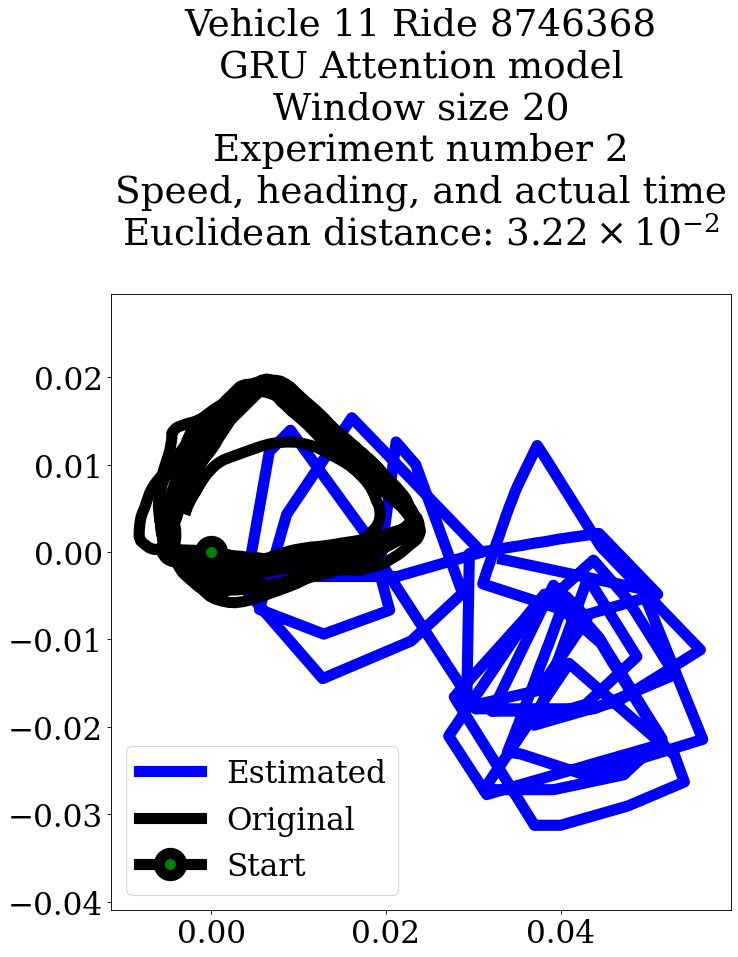 Vehicle 11 Ride 8746368
GRU Attention model
Window size 20
Experiment number 2
Speed, heading, and actual time
Euclidean distance: 3.22 × 10⁻²
0.02
0.01
0.00
−0.01
−0.02
−0.03
−0.04
Estimated
Original
Start
0.00 0.02 0.04